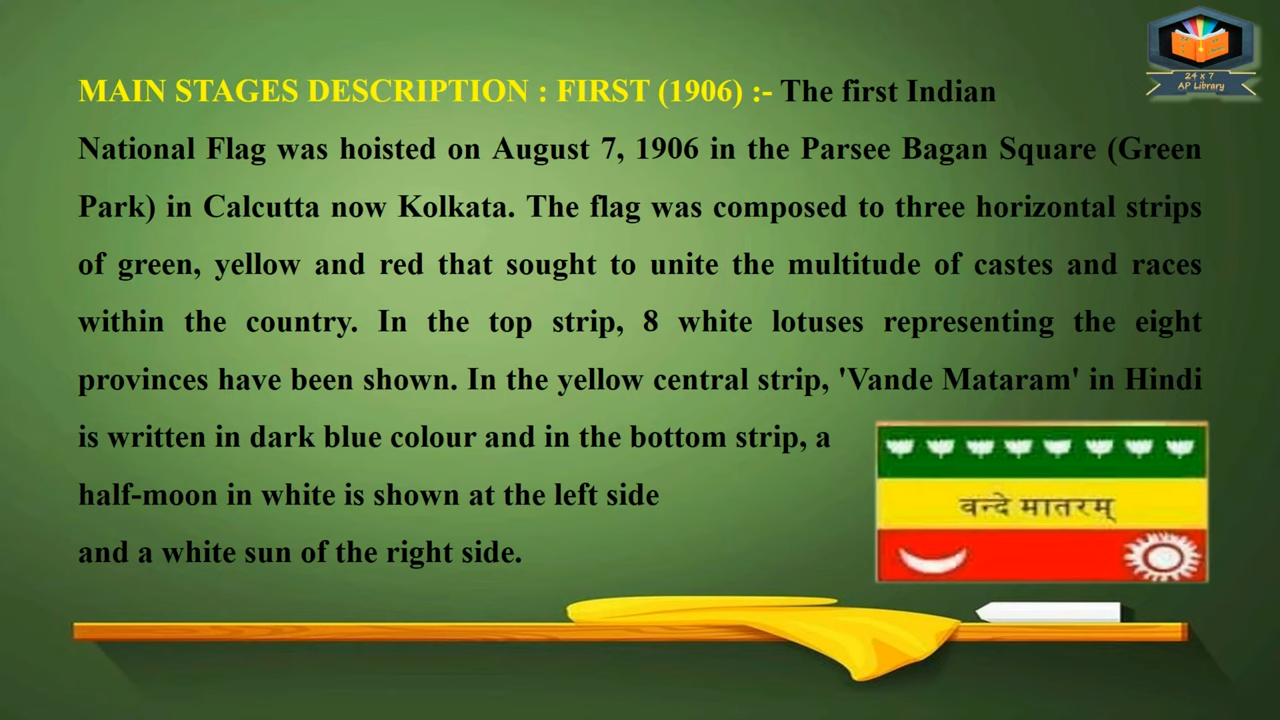 24 x 7
AP Library
MAIN STAGES DESCRIPTION : FIRST (1906) :- The first Indian
National Flag was hoisted on August 7, 1906 in the Parsee Bagan Square (Green
Park) in Calcutta now Kolkata. The flag was composed to three horizontal strips
of green, yellow and red that sought to unite the multitude of castes and races
within the country. In the top strip, 8 white lotuses representing the eight
provinces have been shown. In the yellow central strip, 'Vande Mataram' in Hindi
is written in dark blue colour and in the bottom strip, a
half-moon in white is shown at the left side
and a white sun of the right side.
वन्दे मातरम्